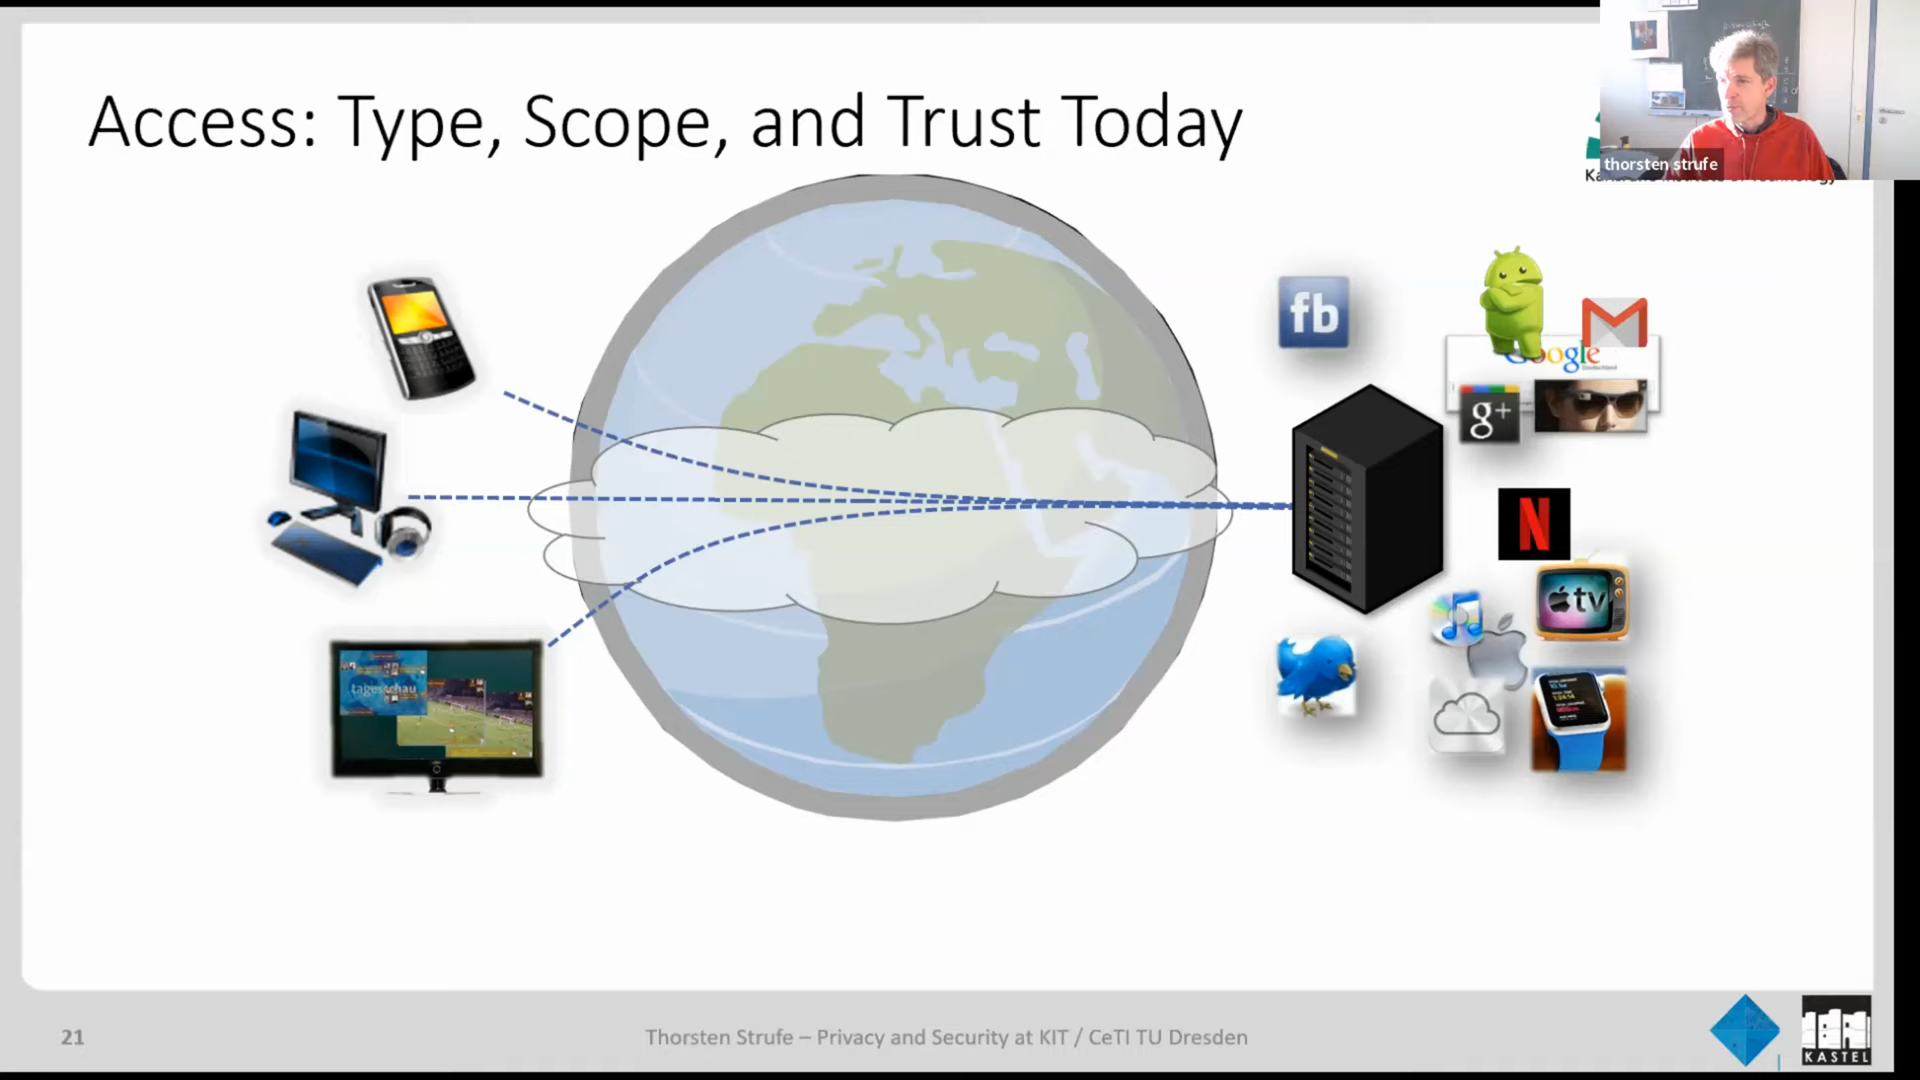 Access: Type, Scope, and Trust Today
thorsten strufe
fb
Google
g+
N
tv
tagesschau
21
Thorsten Strufe – Privacy and Security at KIT / CeTI TU Dresden
KASTEL